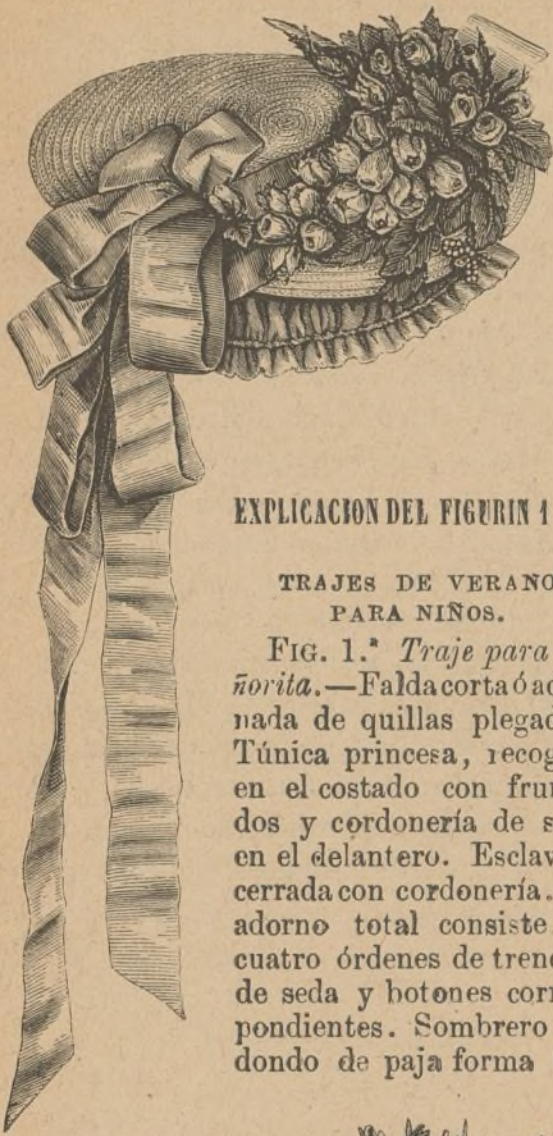 EXPLICACION DEL FIGURIN 1
TRAJES DE VERANO
PARA NIÑOS.
FIG. 1.ª Traje para
ñorita.—Falda corta ó ad
nada de quillas plegad
Túnica princesa, recog
en el costado con frun
dos y cordonería de s
en el delantero. Esclav
cerrada con cordonería.
adorno total consiste
cuatro órdenes de tren
de seda y botones corr
pondientes. Sombrero
dondo de paja forma